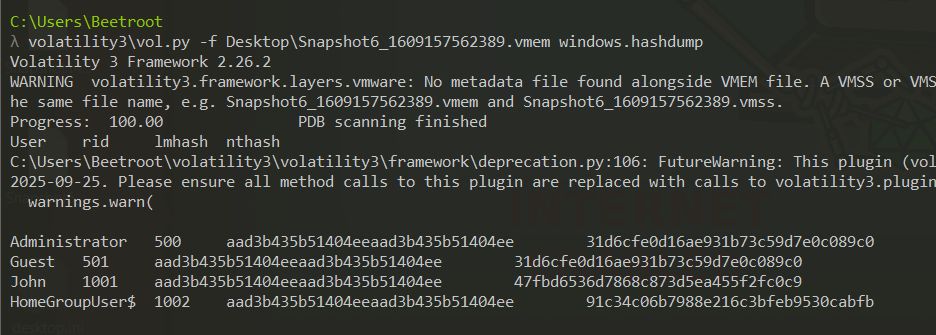 C:\Users\Beetroot
λ volatility3\vol.py -f Desktop\Snapshot6_1609157562389.vmem windows.hashdump
Volatility 3 Framework 2.26.2
WARNING  volatility3.framework.layers.vmware: No metadata file found alongside VMEM file. A VMSS or VMS
he same file name, e.g. Snapshot6_1609157562389.vmem and Snapshot6_1609157562389.vmss.
Progress:  100.00               PDB scanning finished
User    rid     lmhash  nthash
C:\Users\Beetroot\volatility3\volatility3\framework\deprecation.py:106: FutureWarning: This plugin (vol
2025-09-25. Please ensure all method calls to this plugin are replaced with calls to volatility3.plugin
  warnings.warn(
INTERNET
Administrator   500     aad3b435b51404eeaad3b435b51404ee        31d6cfe0d16ae931b73c59d7e0c089c0
Guest   501     aad3b435b51404eeaad3b435b51404ee        31d6cfe0d16ae931b73c59d7e0c089c0
John    1001    aad3b435b51404eeaad3b435b51404ee        47fbd6536d7868c873d5ea455f2fc0c9
HomeGroupUser$  1002    aad3b435b51404eeaad3b435b51404ee        91c34c06b7988e216c3bfeb9530cabfb
desktop.ini